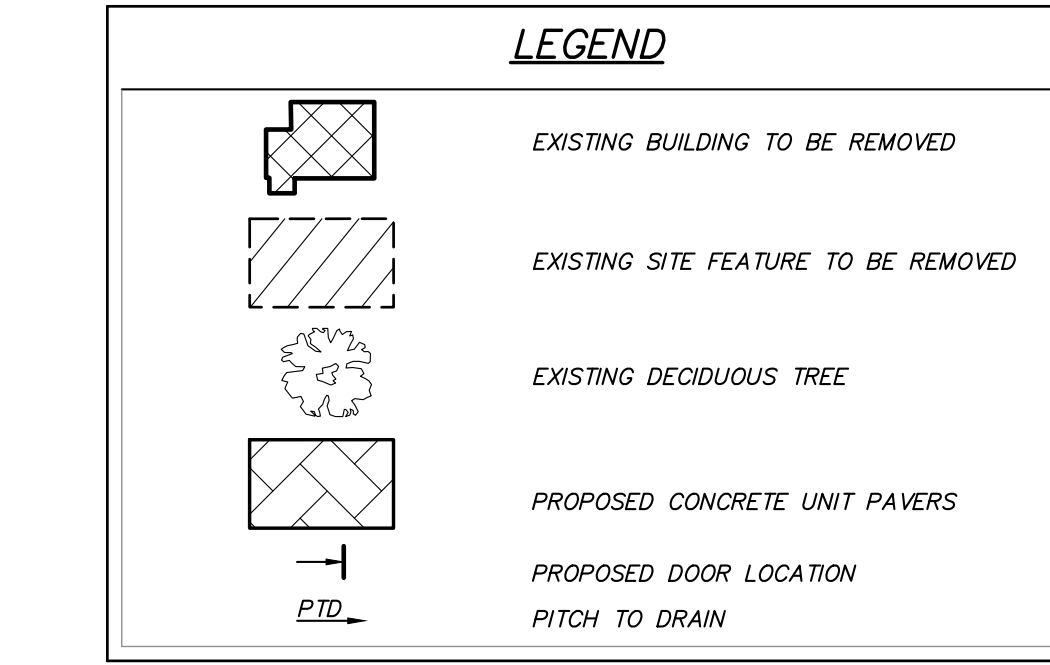 LEGEND
EXISTING BUILDING TO BE REMOVED
EXISTING SITE FEATURE TO BE REMOVED
EXISTING DECIDUOUS TREE
PROPOSED CONCRETE UNIT PAVERS
PROPOSED DOOR LOCATION
PTD PITCH TO DRAIN